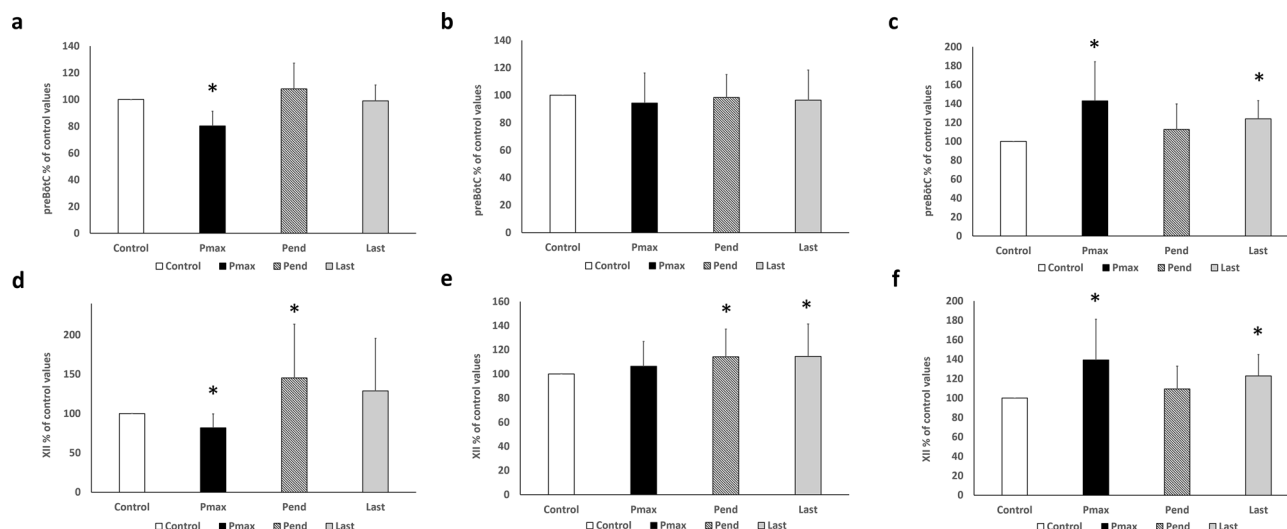 a
140
120
100
80
60
40
20
0
preBötC % of control values
*
Control Pmax Pend Last
Control Pmax Pend Last
b
140
120
100
80
60
40
20
0
preBötC % of control values
Control Pmax Pend Last
Control Pmax Pend Last
c
200
180
160
140
120
100
80
60
40
20
0
preBötC % of control values
* *
Control Pmax Pend Last
Control Pmax Pend Last
d
200
150
100
50
0
XII % of control values
* *
Control Pmax Pend Last
Control Pmax Pend Last
e
160
140
120
100
80
60
40
20
0
XII % of control values
* *
Control Pmax Pend Last
Control Pmax Pend Last
f
200
180
160
140
120
100
80
60
40
20
0
XII % of control values
* *
Control Pmax Pend Last
Control Pmax Pend Last